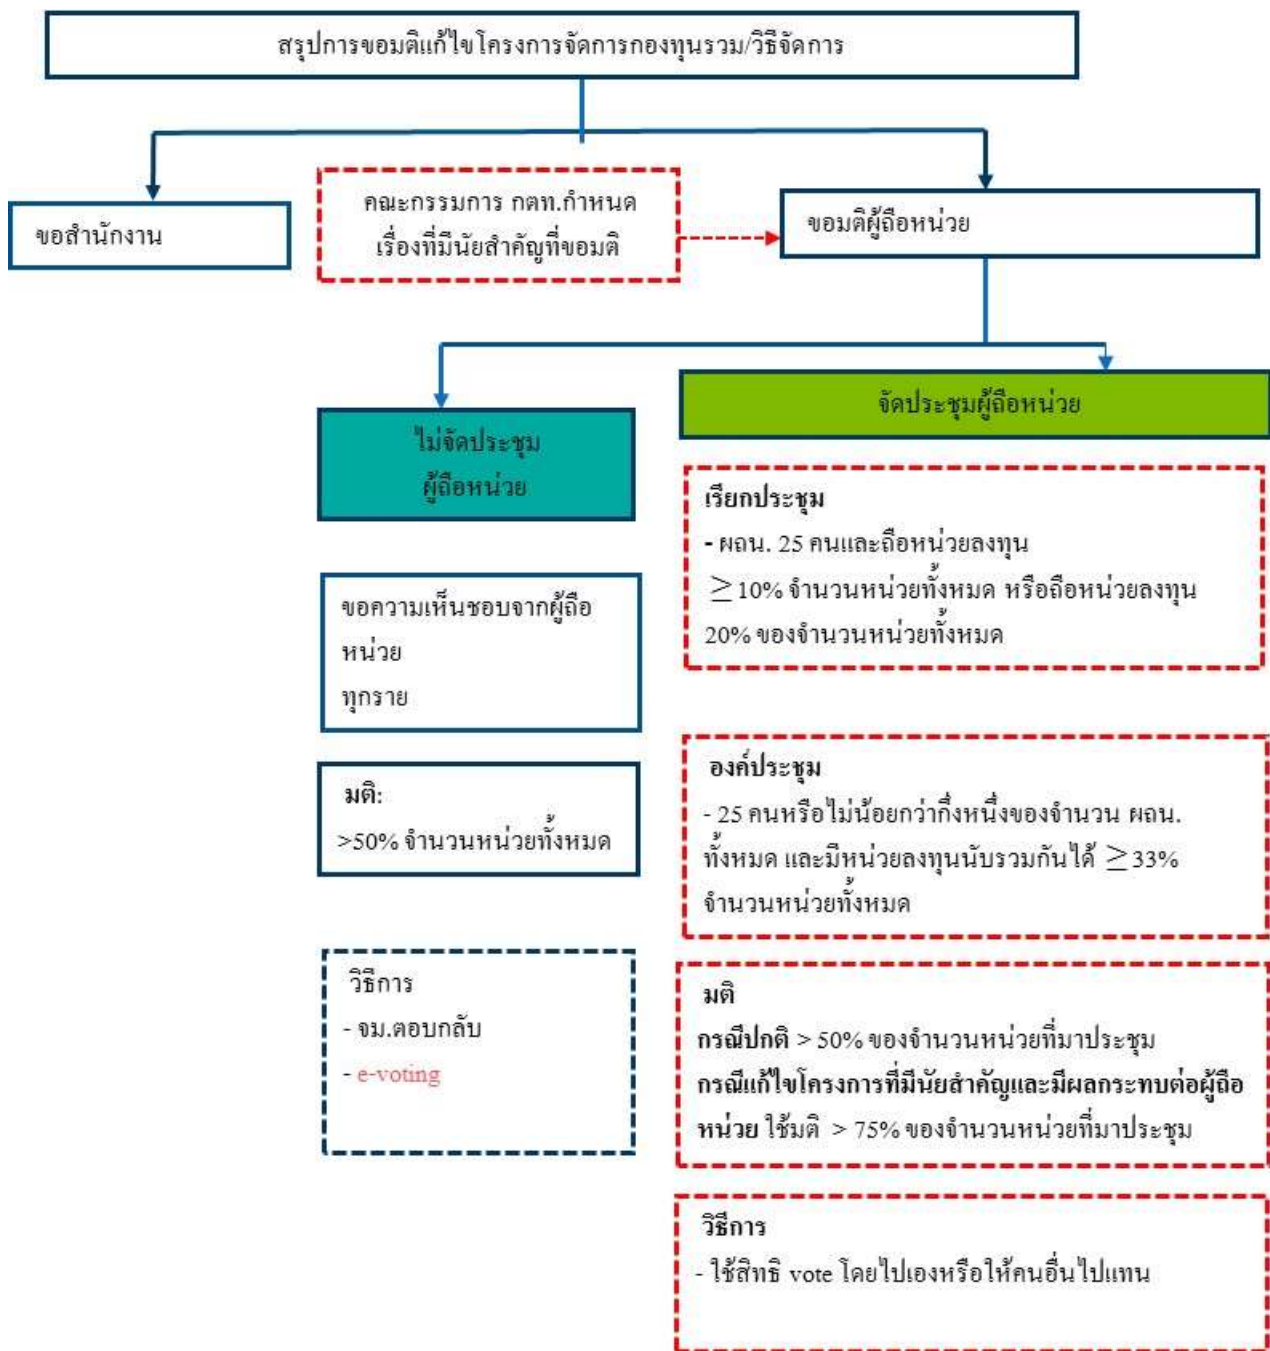 สรุปการขอมติแก้ไขโครงการจัดการกองทุนรวม/วิธีจัดการ
ขอสำนักงาน
คณะกรรมการ กตท.กำหนด
เรื่องที่มีนัยสำคัญที่ขอมติ
ขอมติผู้ถือหน่วย
ไม่จัดประชุม
ผู้ถือหน่วย
ขอความเห็นชอบจากผู้ถือ
หน่วย
ทุกราย
มติ:
>50% จำนวนหน่วยทั้งหมด
วิธีการ
- จม.ตอบกลับ
- e-voting
จัดประชุมผู้ถือหน่วย
เรียกประชุม
- ผถน. 25 คนและถือหน่วยลงทุน
≥10% จำนวนหน่วยทั้งหมด หรือถือหน่วยลงทุน
20% ของจำนวนหน่วยทั้งหมด
องค์ประชุม
- 25 คนหรือไม่น้อยกว่ากึ่งหนึ่งของจำนวน ผถน.
ทั้งหมด และมีหน่วยลงทุนนับรวมกันได้ ≥33%
จำนวนหน่วยทั้งหมด
มติ
กรณีปกติ > 50% ของจำนวนหน่วยที่มาประชุม
กรณีแก้ไขโครงการที่มีนัยสำคัญและมีผลกระทบต่อผู้ถือ
หน่วย ใช้มติ > 75% ของจำนวนหน่วยที่มาประชุม
วิธีการ
- ใช้สิทธิ vote โดยไปเองหรือให้คนอื่นไปแทน